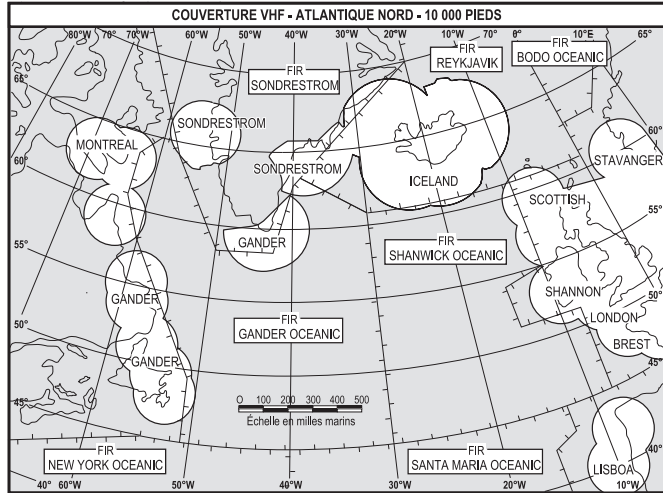 COUVERTURE VHF - ATLANTIQUE NORD - 10 000 PIEDS
80°W 70°W 70° 60°W 50°W 40°W 30°W 20°W 10°W 70° 0° 10°E 65°
FIR
SONDRESTROM
FIR
REYKJAVIK
FIR
BODO OCEANIC
65°
SONDRESTROM
MONTREAL
STAVANGER
60°
SONDRESTROM
ICELAND
60°
SCOTTISH
55°
GANDER
FIR
SHANWICK OCEANIC
55°
GANDER
SHANNON
50°
50°
FIR
GANDER OCEANIC
LONDON
BREST
GANDER
45°
45°
0 100 200 300 400 500
Échelle en milles marins
FIR
NEW YORK OCEANIC
FIR
SANTA MARIA OCEANIC
40°
LISBOA
40° 60°W 50°W 40°W 30°W 20°W 10°W